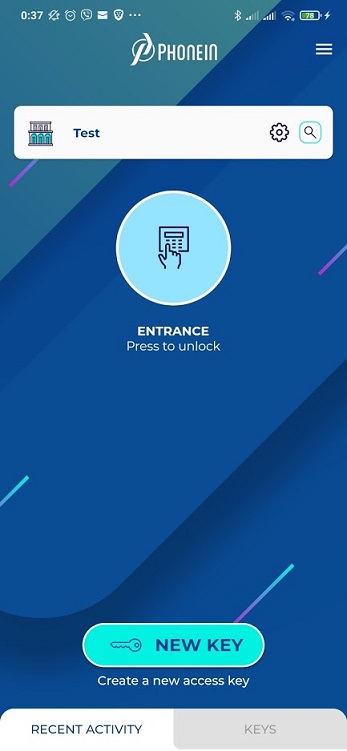 0:37
78
PHONEIN
Test
ENTRANCE
Press to unlock
NEW KEY
Create a new access key
RECENT ACTIVITY
KEYS